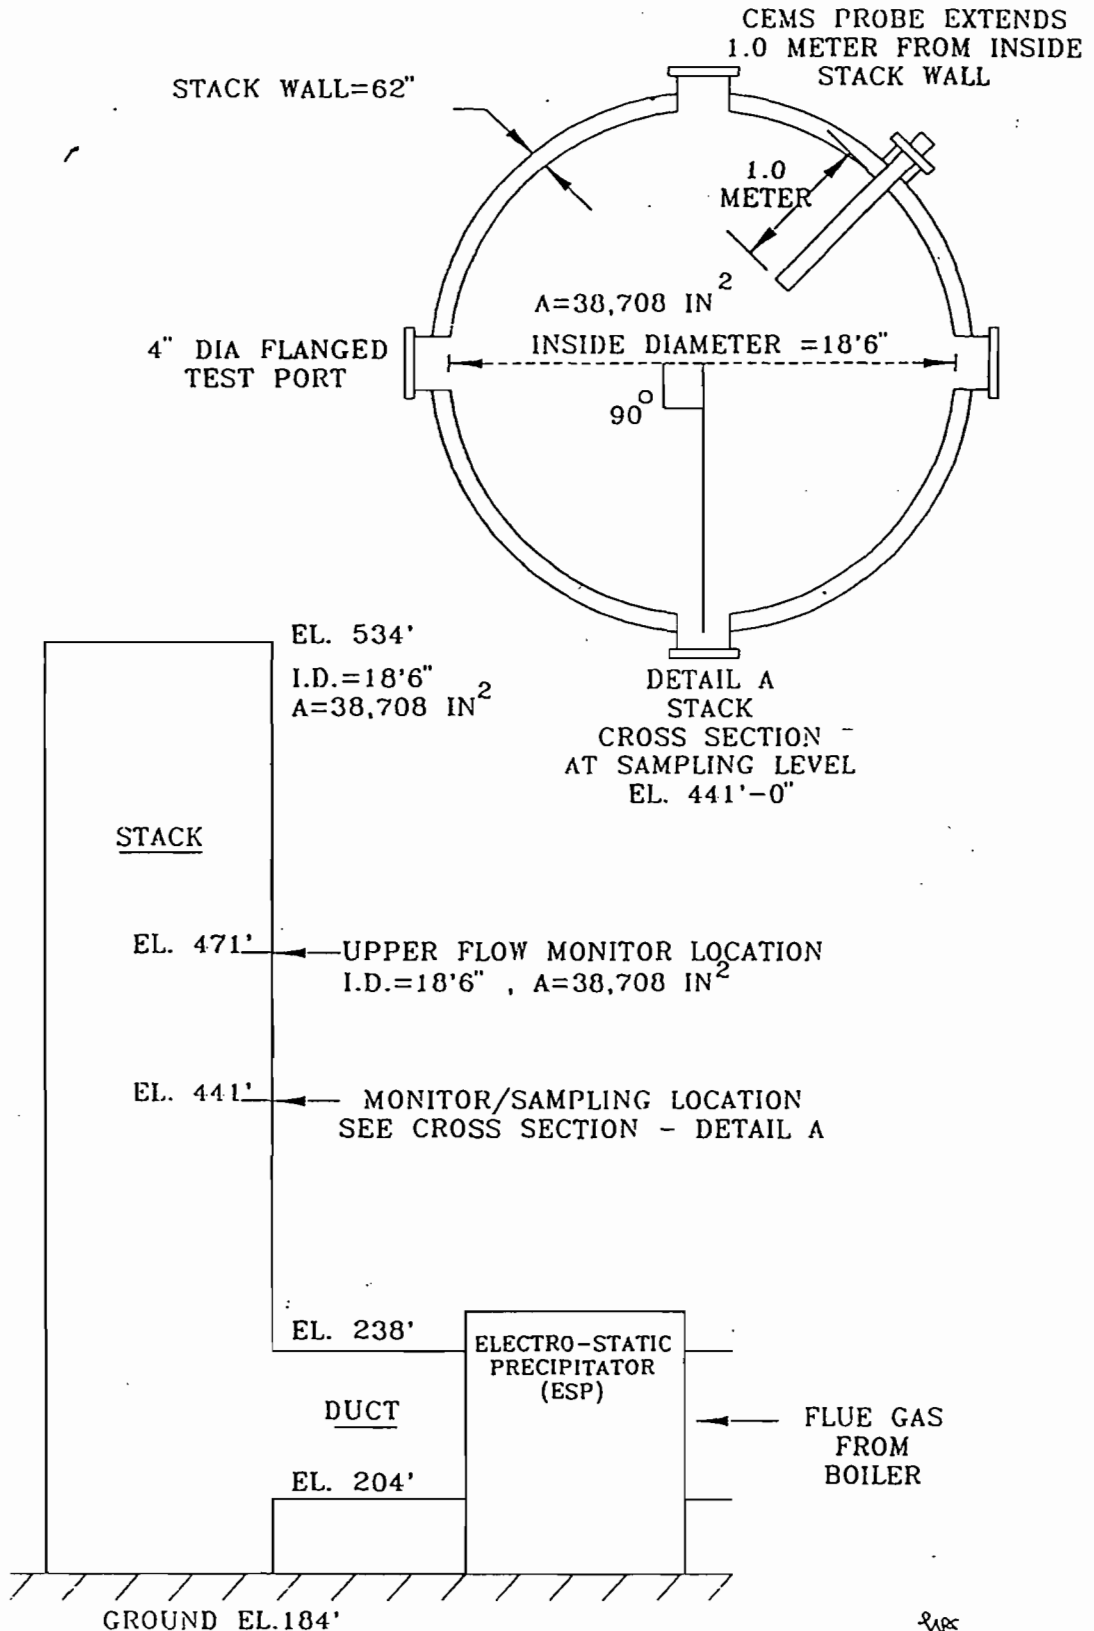 CEMS PROBE EXTENDS
1.0 METER FROM INSIDE
STACK WALL
STACK WALL=62"
1.0
METER
A=38,708 IN2
INSIDE DIAMETER =18'6"
4" DIA FLANGED
TEST PORT
90O
DETAIL A
STACK
CROSS SECTION
AT SAMPLING LEVEL
EL. 441'-0"
EL. 534'
I.D.=18'6"
A=38,708 IN2
STACK
EL. 471'
UPPER FLOW MONITOR LOCATION
I.D.=18'6" , A=38,708 IN2
EL. 441'
MONITOR/SAMPLING LOCATION
SEE CROSS SECTION - DETAIL A
EL. 238'
ELECTRO-STATIC
PRECIPITATOR
(ESP)
DUCT
FLUE GAS
FROM
BOILER
EL. 204'
GROUND EL.184'